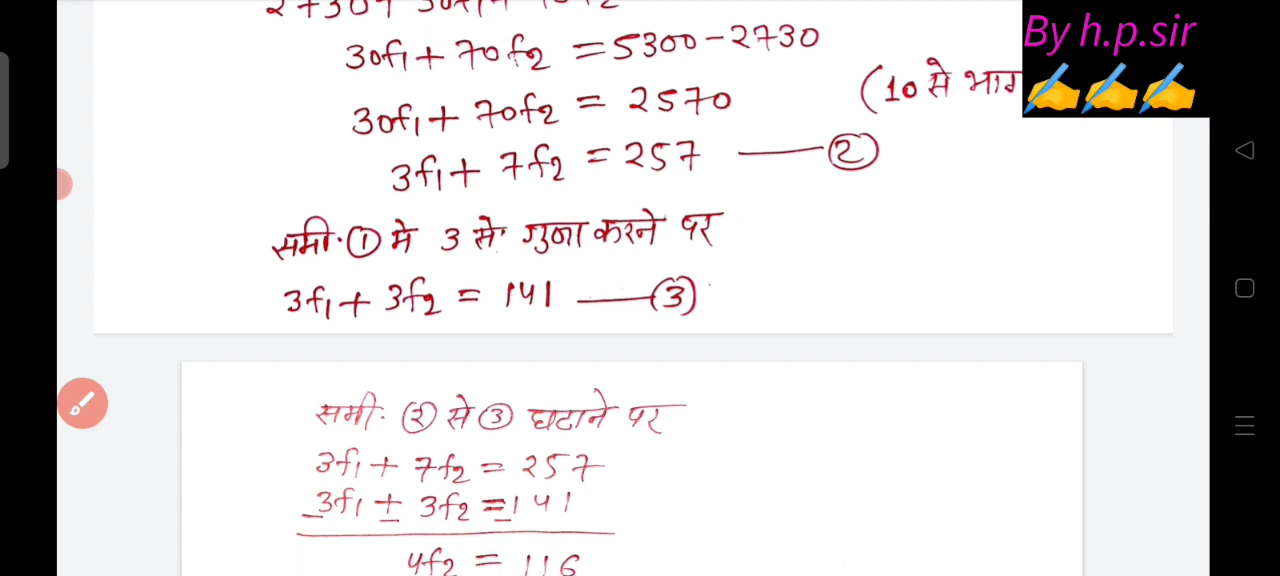 By h.p.sir
30f₁ + 70f₂ = 5300 - 2730
30f₁ + 70f₂ = 2570 (10 से भाग
3f₁ + 7f₂ = 257 — ②
समी. ① मे 3 से गुना करने पर
3f₁ + 3f₂ = 141 — ③
समी. ② से ③ घटाने पर
3f₁ + 7f₂ = 257
3f₁ ± 3f₂ = 141
4f₂ = 116